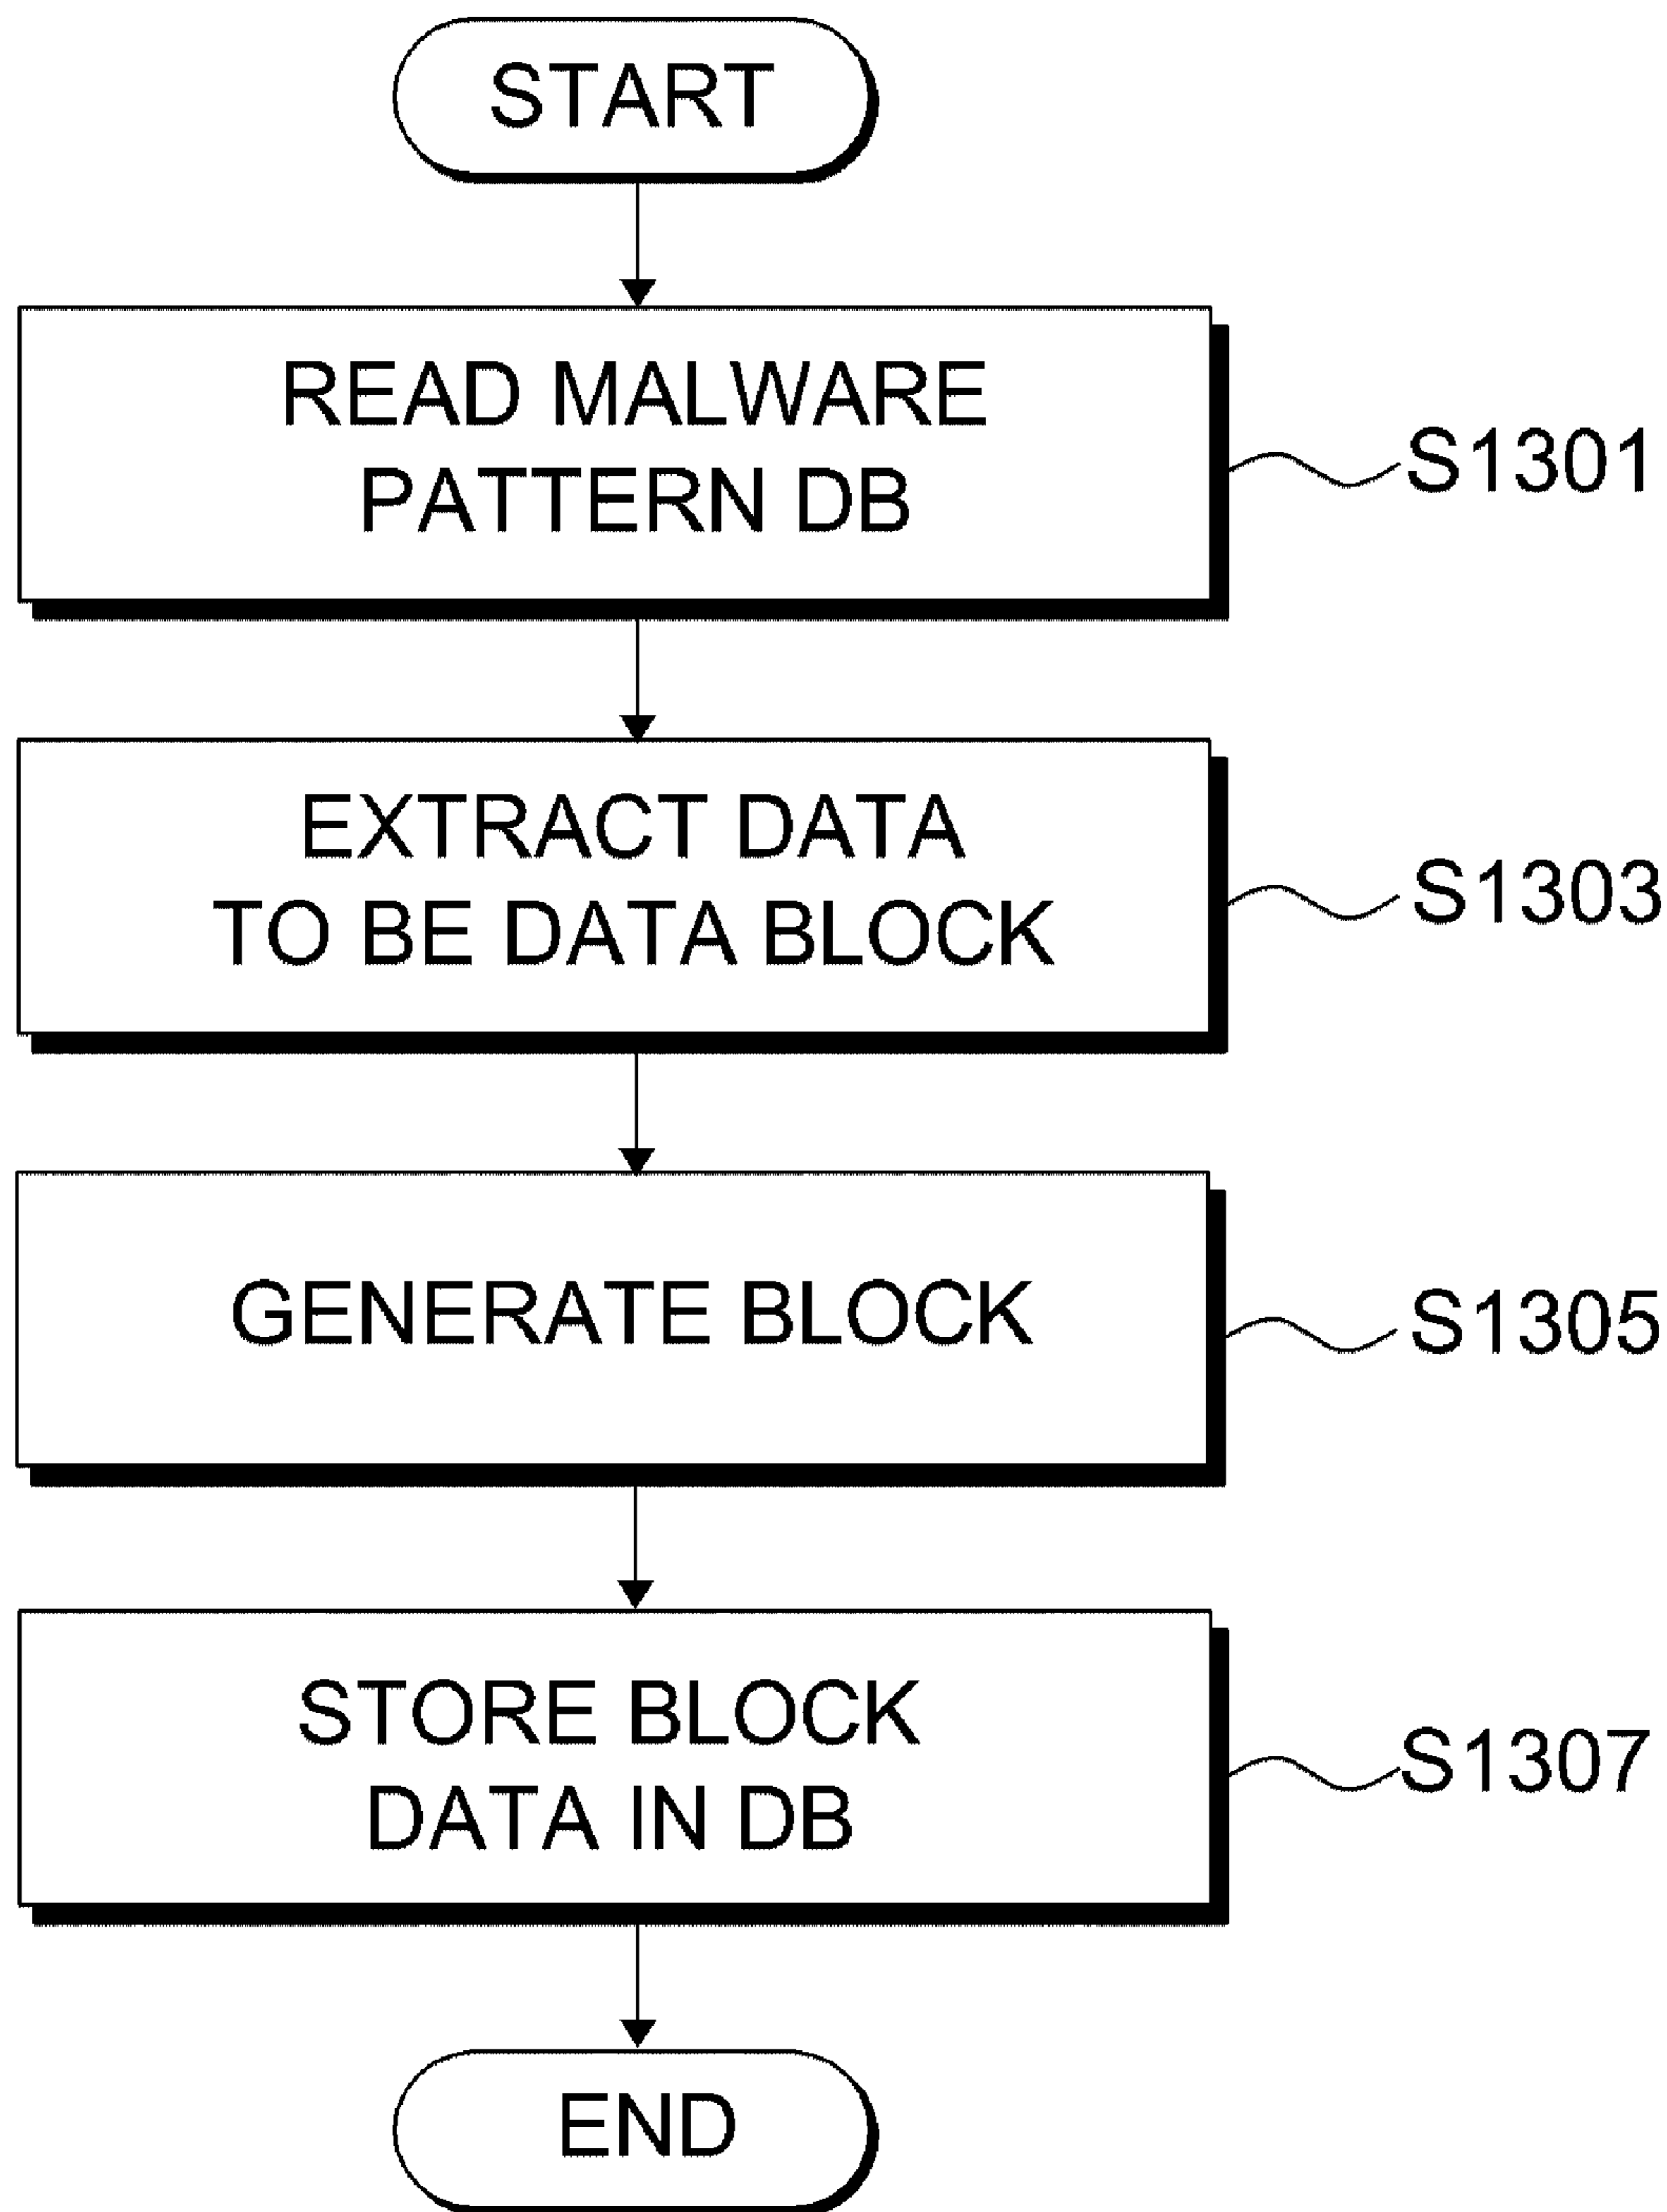 START
READ MALWARE
PATTERN DB
S1301
EXTRACT DATA
TO BE DATA BLOCK
S1303
GENERATE BLOCK
S1305
STORE BLOCK
DATA IN DB
S1307
END